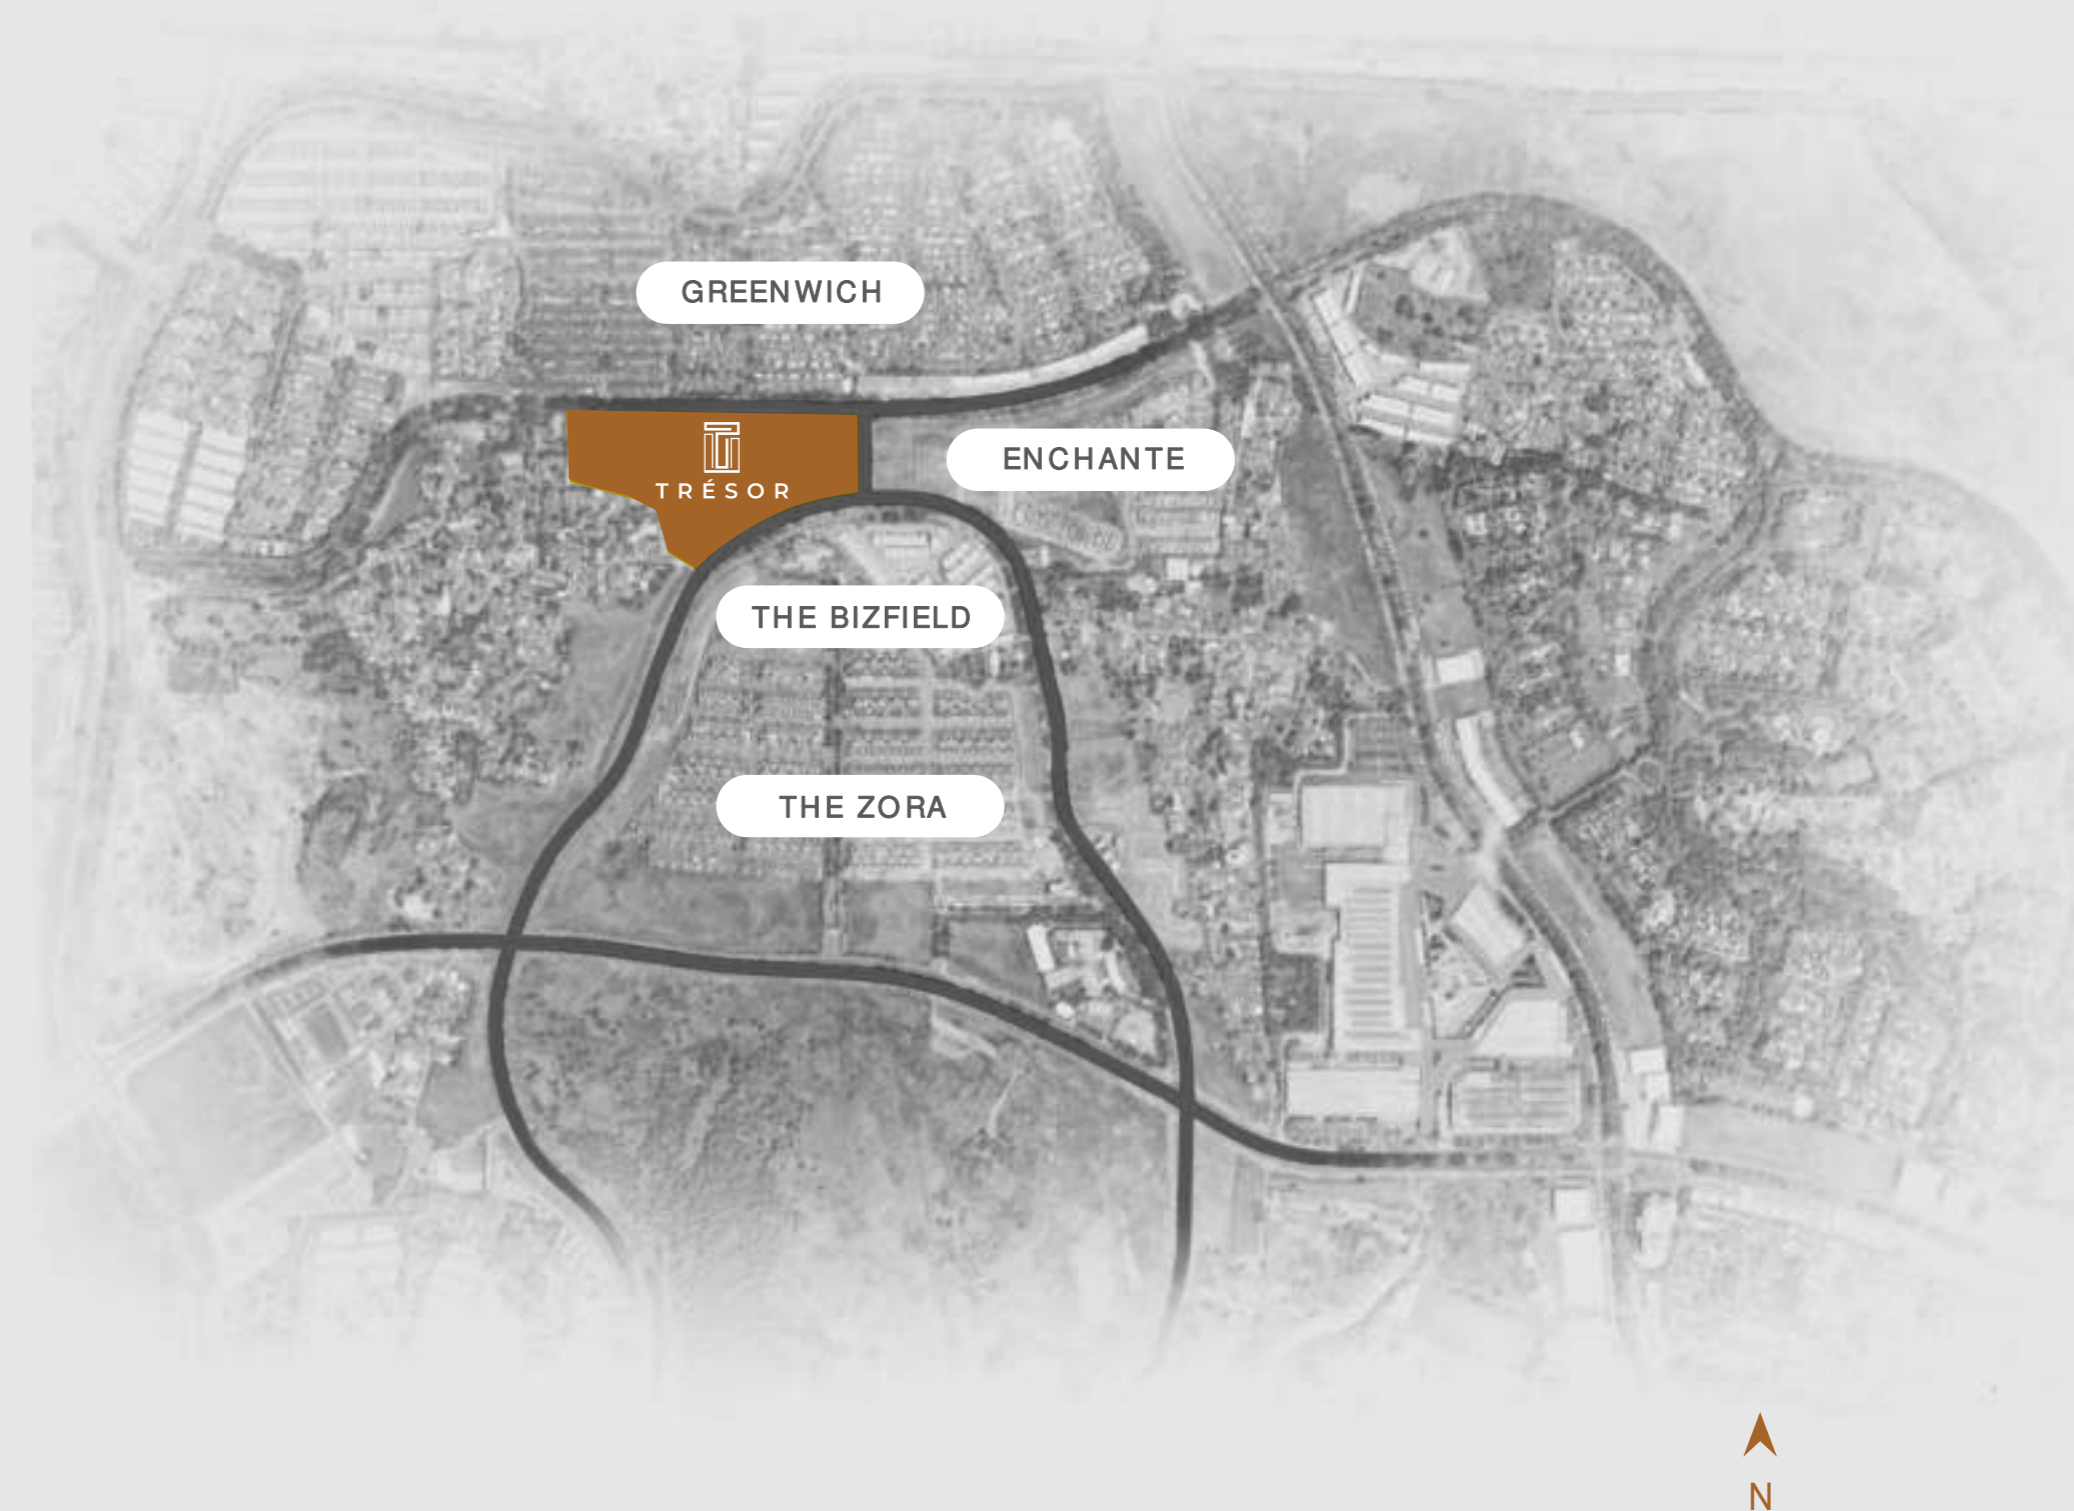 GREENWICH
ENCHANTE
TRÉSOR
THE BIZFIELD
THE ZORA
N